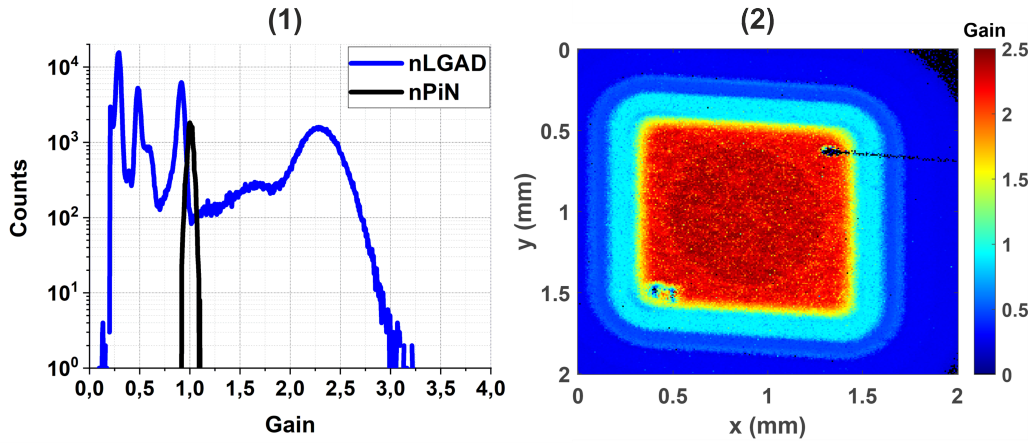 (1)
nLGAD
nPiN
Counts
10⁴
10³
10²
10¹
10⁰
0,0 0,5 1,0 1,5 2,0 2,5 3,0 3,5 4,0
Gain
(2)
Gain
2.5
2
1.5
1
0.5
0
y (mm)
0
0.5
1
1.5
2
0 0.5 1 1.5 2
x (mm)